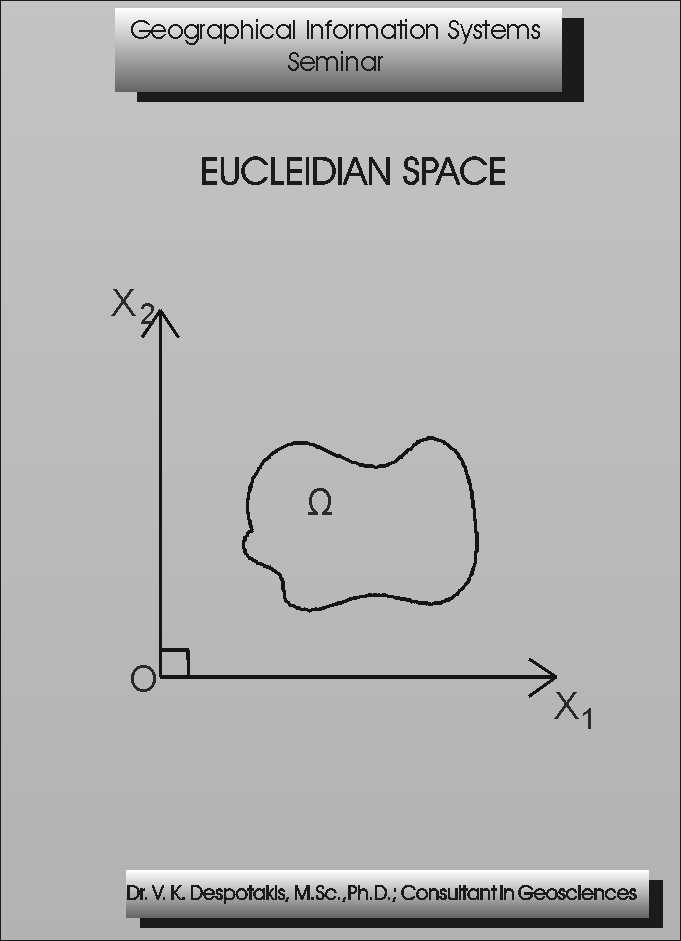 Geographical Information Systems
Seminar
EUCLEIDIAN SPACE
X2
Ω
O
X1
Dr. V. K. Despotakis, M.Sc.,Ph.D.; Consultant in Geosciences